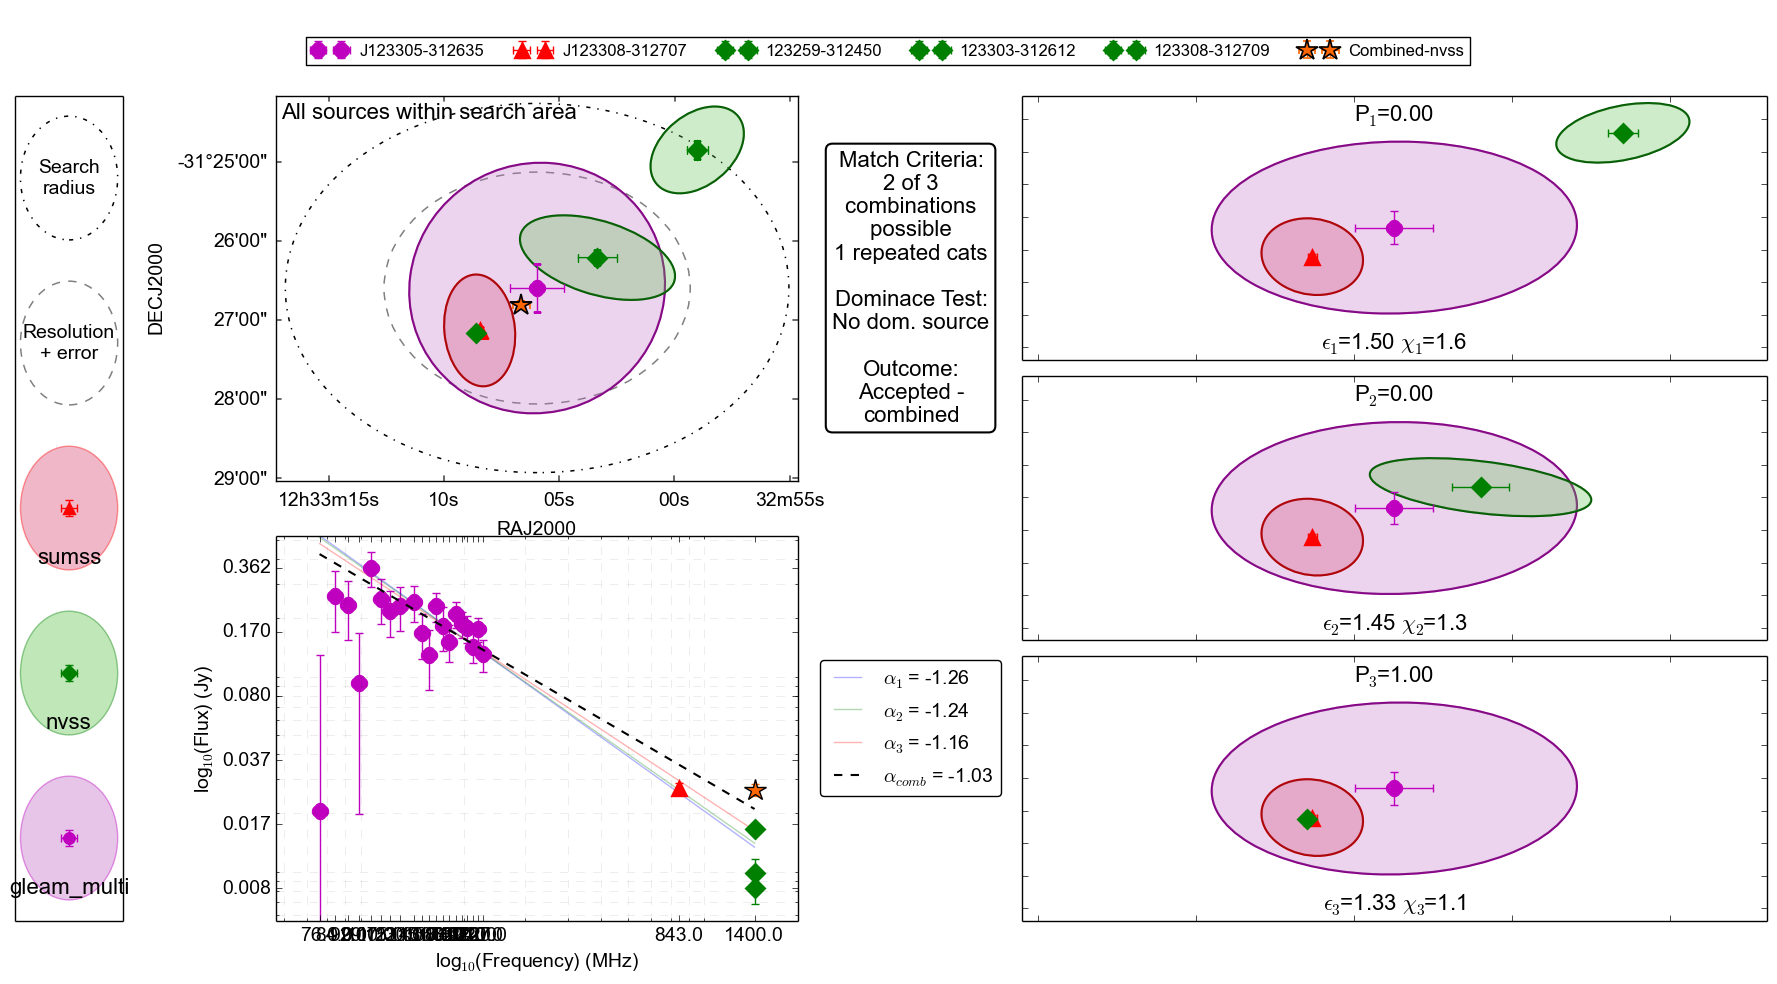 J123305-312635 J123308-312707 123259-312450 123303-312612 123308-312709 Combined-nvss
Search
radius
Resolution
+ error
sumss
nvss
gleam_multi
All sources within search area
DECJ2000
-31°25'00"
26'00"
27'00"
28'00"
29'00"
12h33m15s 10s 05s 00s 32m55s
RAJ2000
Match Criteria:
2 of 3
combinations
possible
1 repeated cats
Dominace Test:
No dom. source
Outcome:
Accepted -
combined
P1=0.00
ϵ1=1.50 χ1=1.6
P2=0.00
ϵ2=1.45 χ2=1.3
P3=1.00
ϵ3=1.33 χ3=1.1
log10(Flux) (Jy)
0.362
0.170
0.080
0.037
0.017
0.008
843.0 1400.0
log10(Frequency) (MHz)
α1 = -1.26
α2 = -1.24
α3 = -1.16
αcomb = -1.03